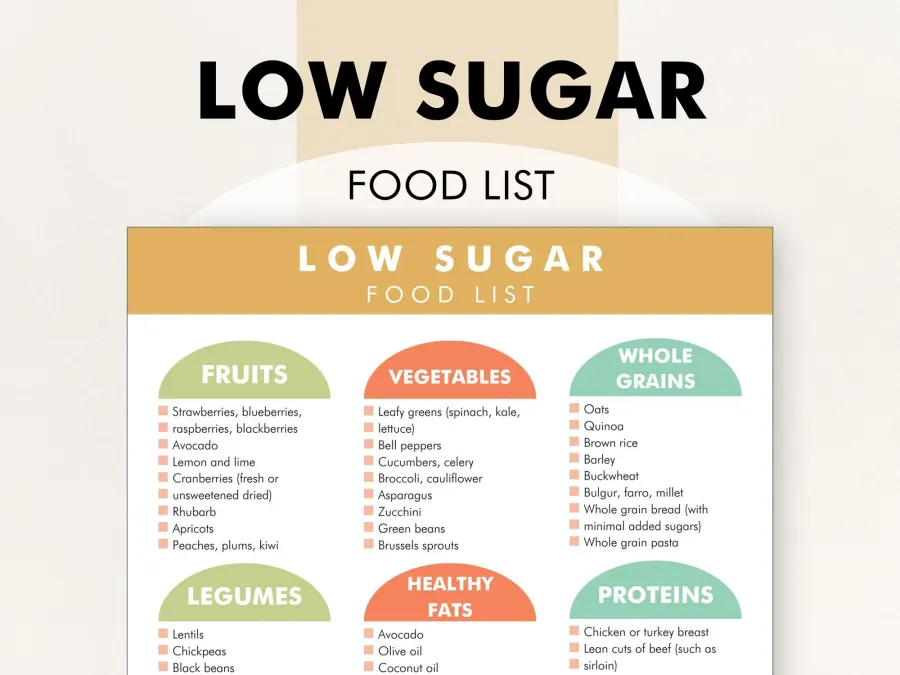 LOW SUGAR
FOOD LIST
LOW SUGAR
FOOD LIST
FRUITS
Strawberries, blueberries,
raspberries, blackberries
Avocado
Lemon and lime
Cranberries (fresh or
unsweetened dried)
Rhubarb
Apricots
Peaches, plums, kiwi
VEGETABLES
Leafy greens (spinach, kale,
lettuce)
Bell peppers
Cucumbers, celery
Broccoli, cauliflower
Asparagus
Zucchini
Green beans
Brussels sprouts
WHOLE
GRAINS
Oats
Quinoa
Brown rice
Barley
Buckwheat
Bulgur, farro, millet
Whole grain bread (with
minimal added sugars)
Whole grain pasta
LEGUMES
Lentils
Chickpeas
Black beans
HEALTHY
FATS
Avocado
Olive oil
Coconut oil
PROTEINS
Chicken or turkey breast
Lean cuts of beef (such as
sirloin)